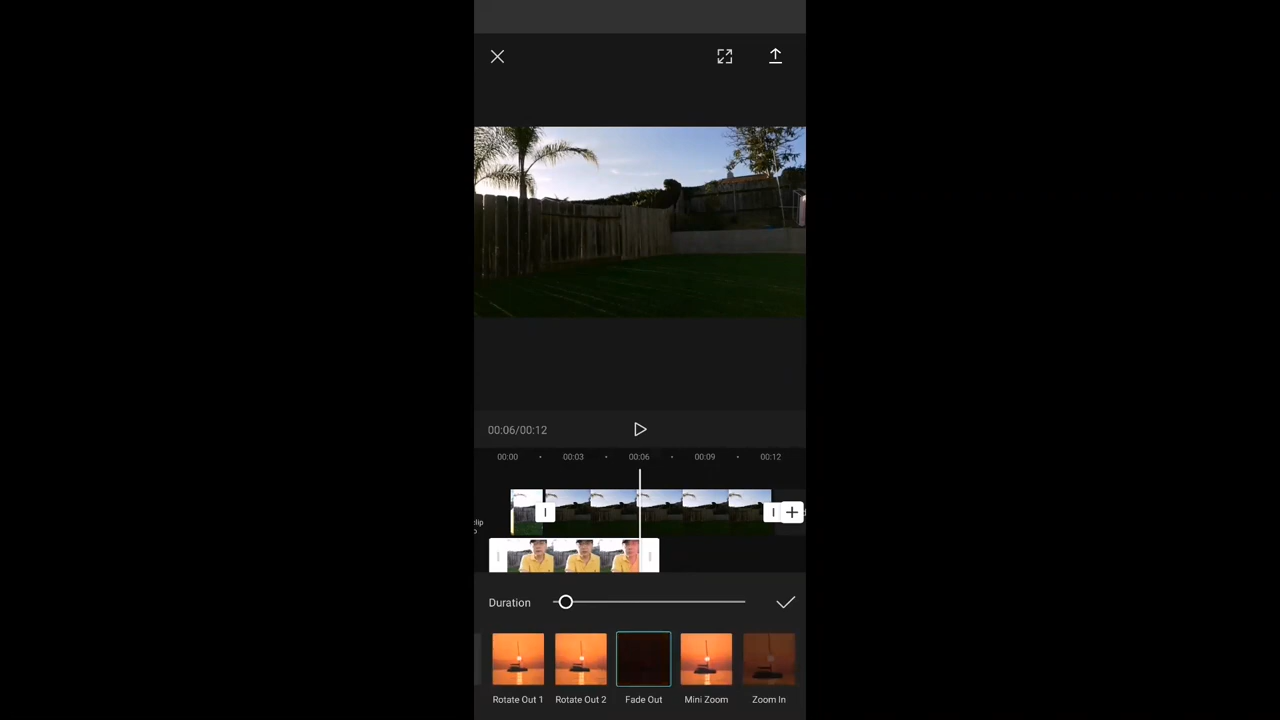 00:06/00:12
00:00 00:03 00:06 00:09 00:12
clip
Duration
Rotate Out 1 Rotate Out 2 Fade Out Mini Zoom Zoom In